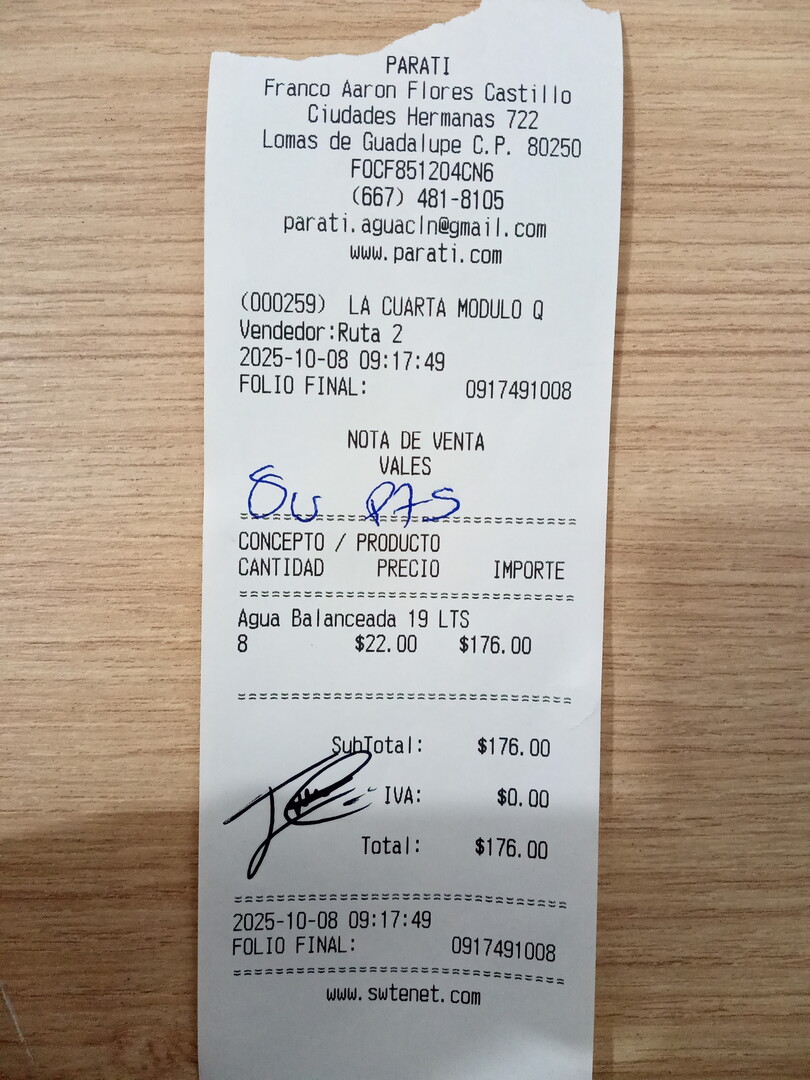 PARATI
Franco Aaron Flores Castillo
Ciudades Hermanas 722
Lomas de Guadalupe C.P. 80250
FOCF851204CN6
(667) 481-8105
parati.aguacln@gmail.com
www.parati.com
(000259) LA CUARTA MODULO Q
Vendedor:Ruta 2
2025-10-08 09:17:49
FOLIO FINAL: 0917491008
NOTA DE VENTA
VALES
CONCEPTO / PRODUCTO
CANTIDAD PRECIO IMPORTE
Agua Balanceada 19 LTS
8 $22.00 $176.00
SubTotal: $176.00
IVA: $0.00
Total: $176.00
2025-10-08 09:17:49
FOLIO FINAL: 0917491008
www.swtenet.com